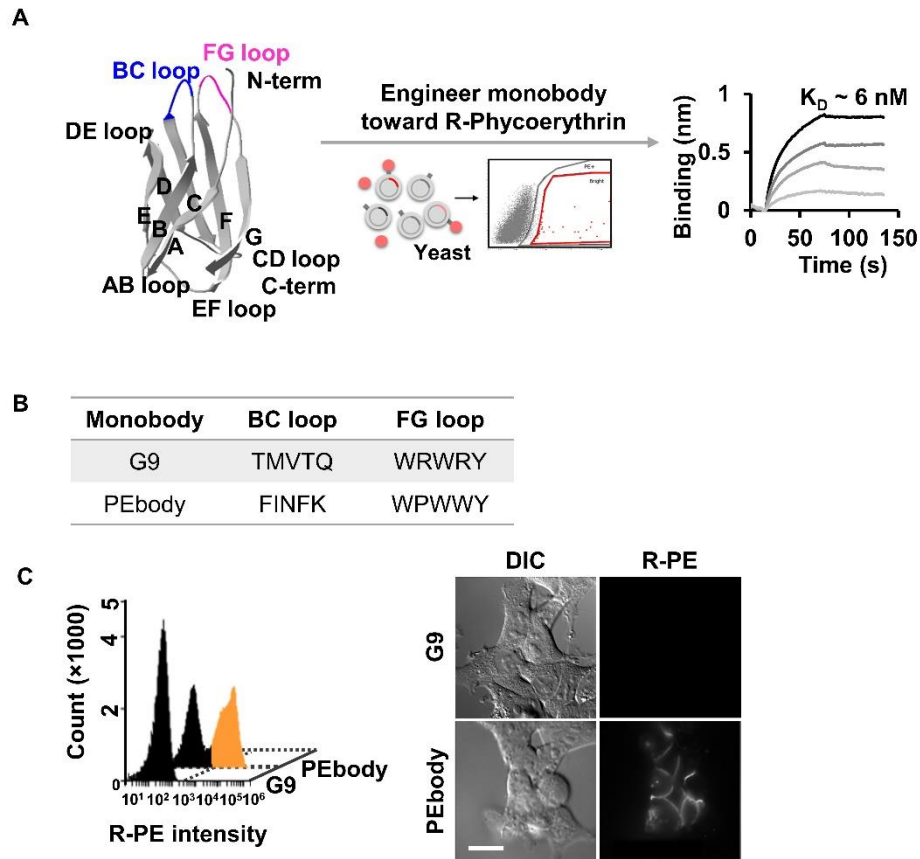 A
FG loop
BC loop
N-term
DE loop
D
C
E
B
F
A
G
CD loop
AB loop
C-term
EF loop
Engineer monobody
toward R-Phycoerythrin
PE+
Bright
Yeast
K_D ~ 6 nM
Binding (nm)
1
0.5
0
0 50 100 150
Time (s)
B
Monobody BC loop FG loop
G9 TMVTQ WRWRY
PEbody FINFK WPWWY
C
Count (×1000)
5
4
2
0
10¹ 10² 10³ 10⁴ 10⁵ 10⁶
G9
PEbody
R-PE intensity
DIC R-PE
G9
PEbody